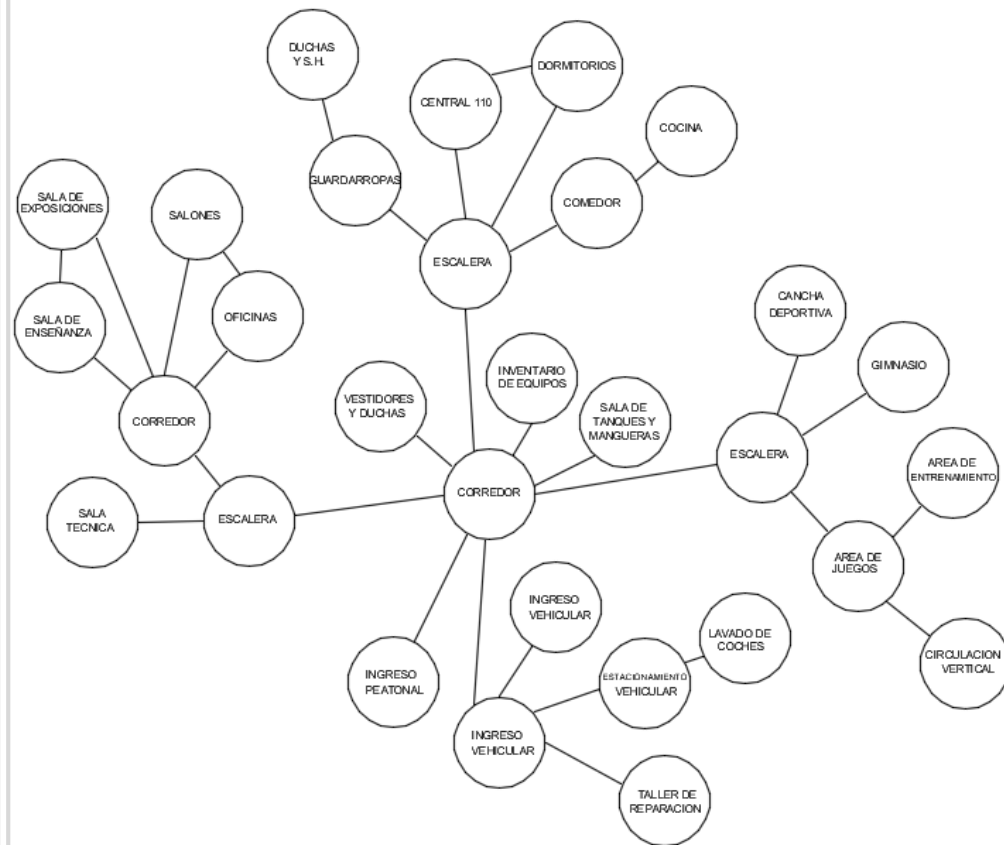 DUCHAS
Y S.H.
DORMITORIOS
CENTRAL 110
COCINA
GUARDARROPAS
COMEDOR
SALA DE
EXPOSICIONES
SALONES
ESCALERA
CANCHA
DEPORTIVA
SALA DE
ENSEÑANZA
OFICINAS
GIMNASIO
INVENTARIO
DE EQUIPOS
VESTIDORES
Y DUCHAS
SALA DE
TANQUES Y
MANGUERAS
CORREDOR
ESCALERA
AREA DE
ENTRENAMIENTO
CORREDOR
SALA
TECNICA
ESCALERA
AREA DE
JUEGOS
INGRESO
VEHICULAR
LAVADO DE
COCHES
CIRCULACION
VERTICAL
INGRESO
PEATONAL
ESTACIONAMIENTO
VEHICULAR
INGRESO
VEHICULAR
TALLER DE
REPARACION